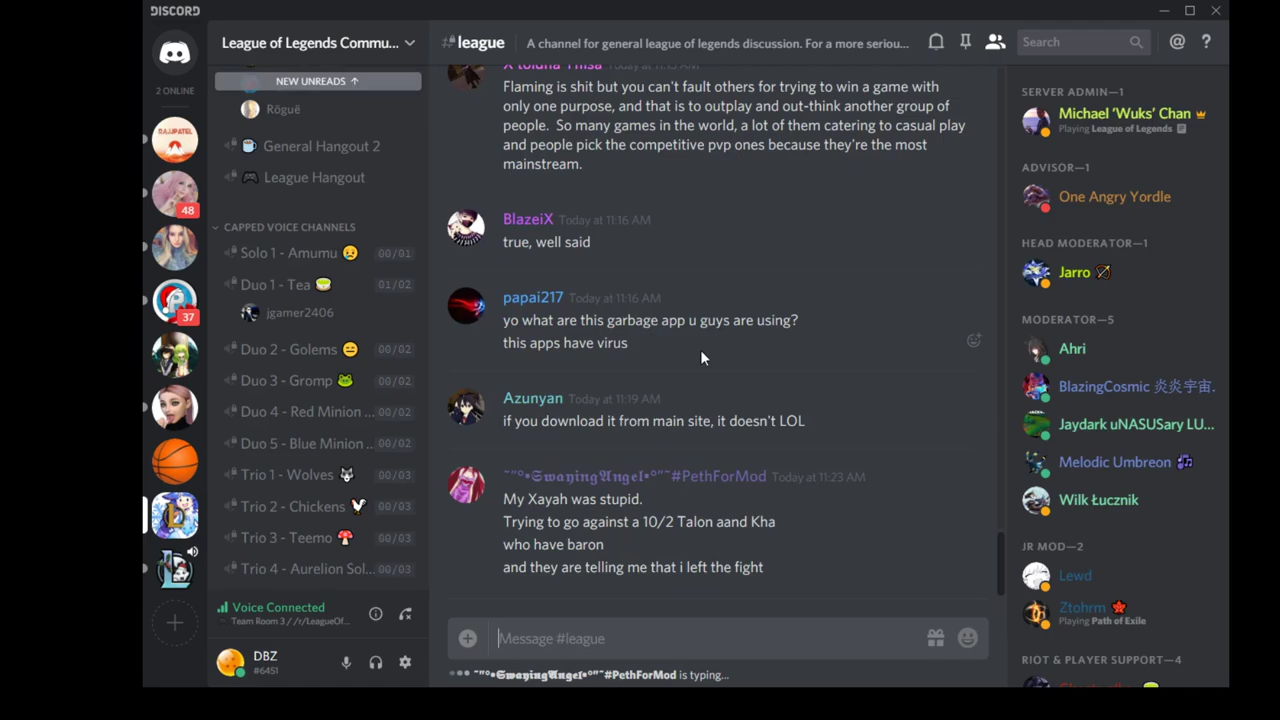 DISCORD
2 ONLINE
RAJJPATEL
48
37
League of Legends Commu...
NEW UNREADS ↑
Röguë
General Hangout 2
League Hangout
CAPPED VOICE CHANNELS
Solo 1 - Amumu 😥 00/01
Duo 1 - Tea 🍵 01/02
jgamer2406
Duo 2 - Golems 😑 00/02
Duo 3 - Gromp 🐸 00/02
Duo 4 - Red Minion ... 00/02
Duo 5 - Blue Minion ... 00/02
Trio 1 - Wolves 🐺 00/03
Trio 2 - Chickens 🐓 00/03
Trio 3 - Teemo 🍄 00/03
Trio 4 - Aurelion Sol... 00/03
Voice Connected
Team Room 3 / /r/LeagueOf...
DBZ
#6451
#league
A channel for general league of legends discussion. For a more seriou...
Search
@ ?
Flaming is shit but you can't fault others for trying to win a game with
only one purpose, and that is to outplay and out-think another group of
people. So many games in the world, a lot of them catering to casual play
and people pick the competitive pvp ones because they're the most
mainstream.
BlazeiX Today at 11:16 AM
true, well said
papai217 Today at 11:16 AM
yo what are this garbage app u guys are using?
this apps have virus
Azunyan Today at 11:19 AM
if you download it from main site, it doesn't LOL
˜”°•𝕾𝖜𝖆𝖞𝖎𝖓𝖌𝕬𝖓𝖌𝖊𝖑•°”˜#PethForMod Today at 11:23 AM
My Xayah was stupid.
Trying to go against a 10/2 Talon aand Kha
who have baron
and they are telling me that i left the fight
Message #league
˜”°•𝕾𝖜𝖆𝖞𝖎𝖓𝖌𝕬𝖓𝖌𝖊𝖑•°”˜#PethForMod is typing...
SERVER ADMIN—1
Michael ‘Wuks’ Chan
Playing League of Legends
ADVISOR—1
One Angry Yordle
HEAD MODERATOR—1
Jarro 🏹
MODERATOR—5
Ahri
BlazingCosmic 炎炎宇宙.
Jaydark uNASUSary LU...
Melodic Umbreon 🎶
Wilk Łucznik
JR MOD—2
Lewd
Ztohrm
Playing Path of Exile
RIOT & PLAYER SUPPORT—4